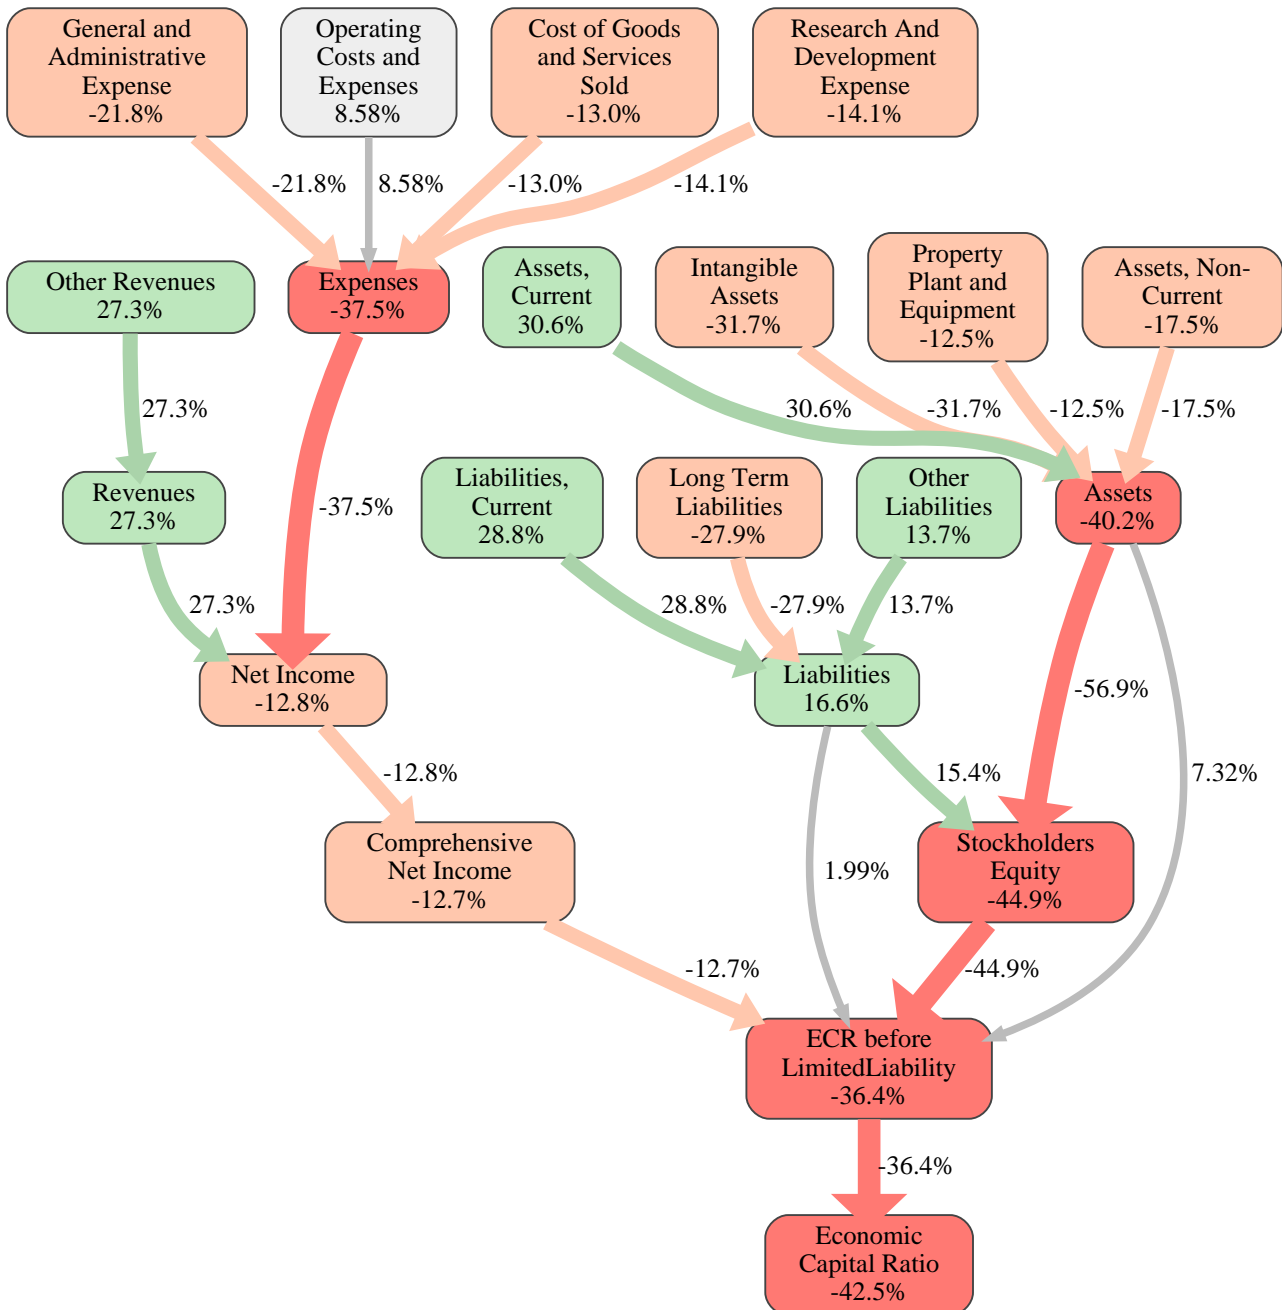 General and
Administrative
Expense
-21.8%
Operating
Costs and
Expenses
8.58%
Cost of Goods
and Services
Sold
-13.0%
Research And
Development
Expense
-14.1%
-21.8%
8.58%
-13.0%
-14.1%
Other Revenues
27.3%
Expenses
-37.5%
Assets,
Current
30.6%
Intangible
Assets
-31.7%
Property
Plant and
Equipment
-12.5%
Assets, Non-
Current
-17.5%
27.3%
30.6%
-31.7%
-12.5%
-17.5%
Revenues
27.3%
-37.5%
Liabilities,
Current
28.8%
Long Term
Liabilities
-27.9%
Other
Liabilities
13.7%
Assets
-40.2%
27.3%
28.8%
-27.9%
13.7%
Net Income
-12.8%
Liabilities
16.6%
-56.9%
-12.8%
15.4%
7.32%
Comprehensive
Net Income
-12.7%
1.99%
Stockholders
Equity
-44.9%
-12.7%
-44.9%
ECR before
LimitedLiability
-36.4%
-36.4%
Economic
Capital Ratio
-42.5%